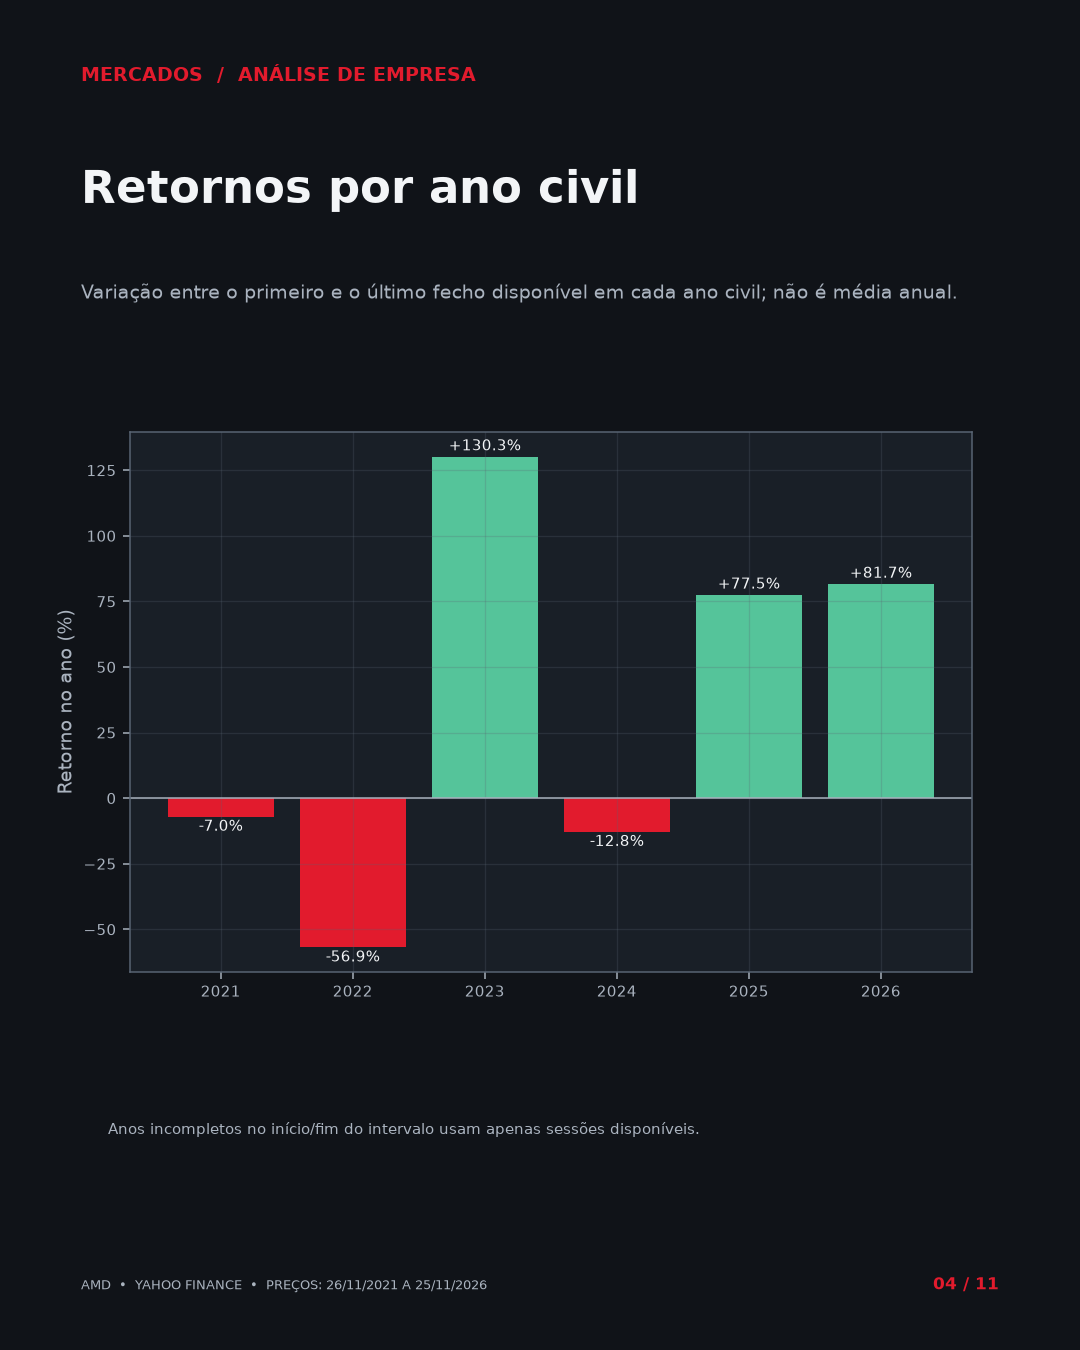 MERCADOS / ANÁLISE DE EMPRESA
Retornos por ano civil
Variação entre o primeiro e o último fecho disponível em cada ano civil; não é média anual.
Retorno no ano (%)
125
100
75
50
25
0
−25
−50
-7.0%
-56.9%
+130.3%
-12.8%
+77.5%
+81.7%
2021
2022
2023
2024
2025
2026
Anos incompletos no início/fim do intervalo usam apenas sessões disponíveis.
AMD • YAHOO FINANCE • PREÇOS: 26/11/2021 A 25/11/2026
04 / 11